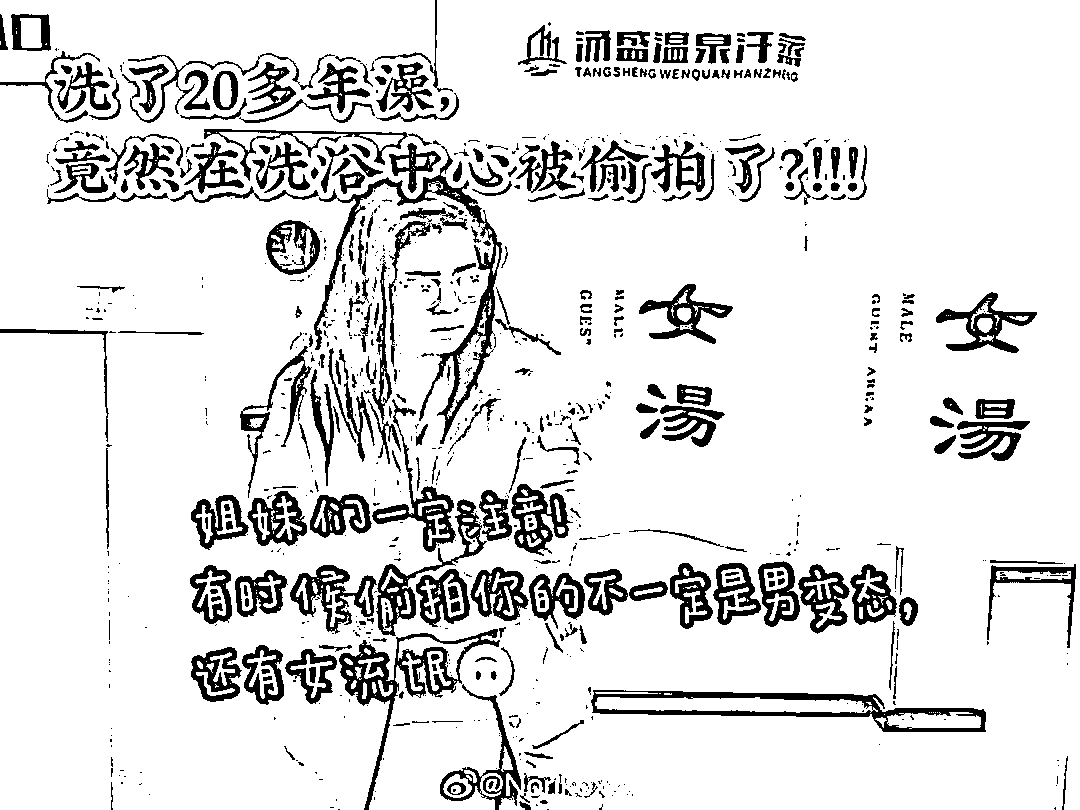 汤盛温泉汗蒸
TANGSHENG WENQUAN HANZHENG
洗了20多年澡,
竟然在洗浴中心被偷拍了?!!!
女湯
MALE
GUES
女湯
MALE
GUEST AREAA
姐妹们一定注意!
有时候偷拍你的不一定是男变态,
还有女流氓